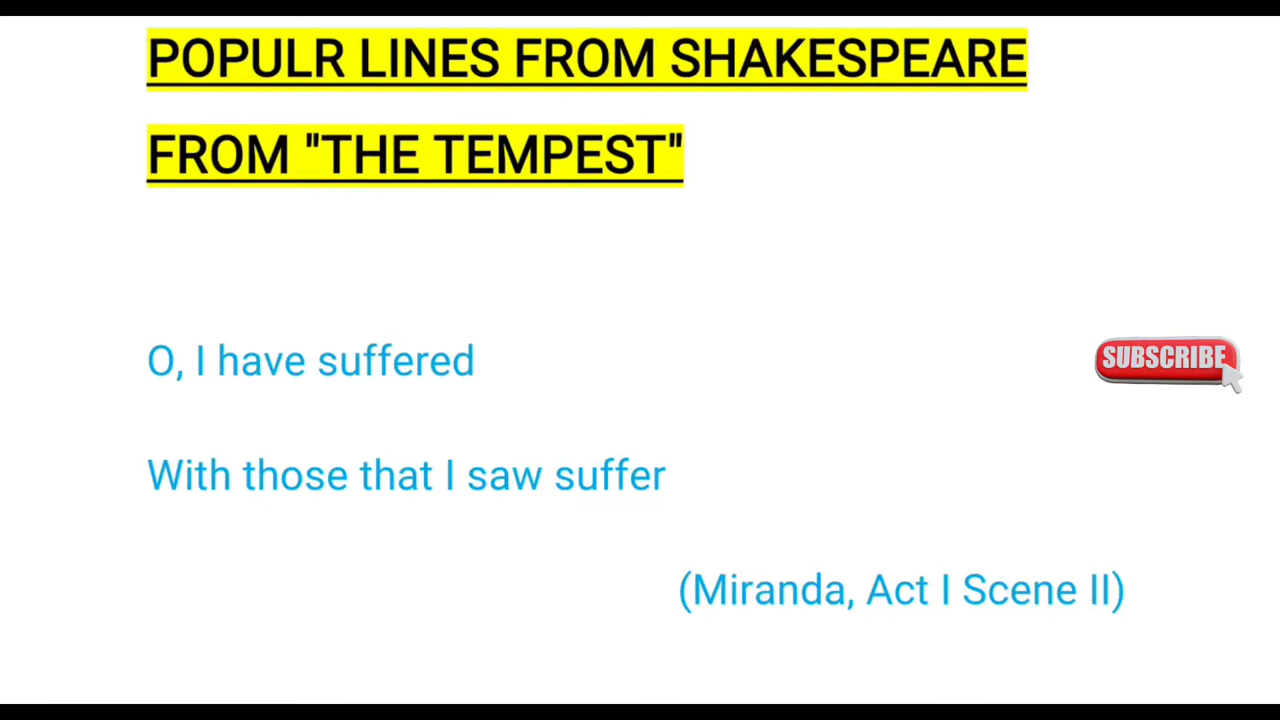 POPULR LINES FROM SHAKESPEARE
FROM "THE TEMPEST"
O, I have suffered
SUBSCRIBE
With those that I saw suffer
(Miranda, Act I Scene II)